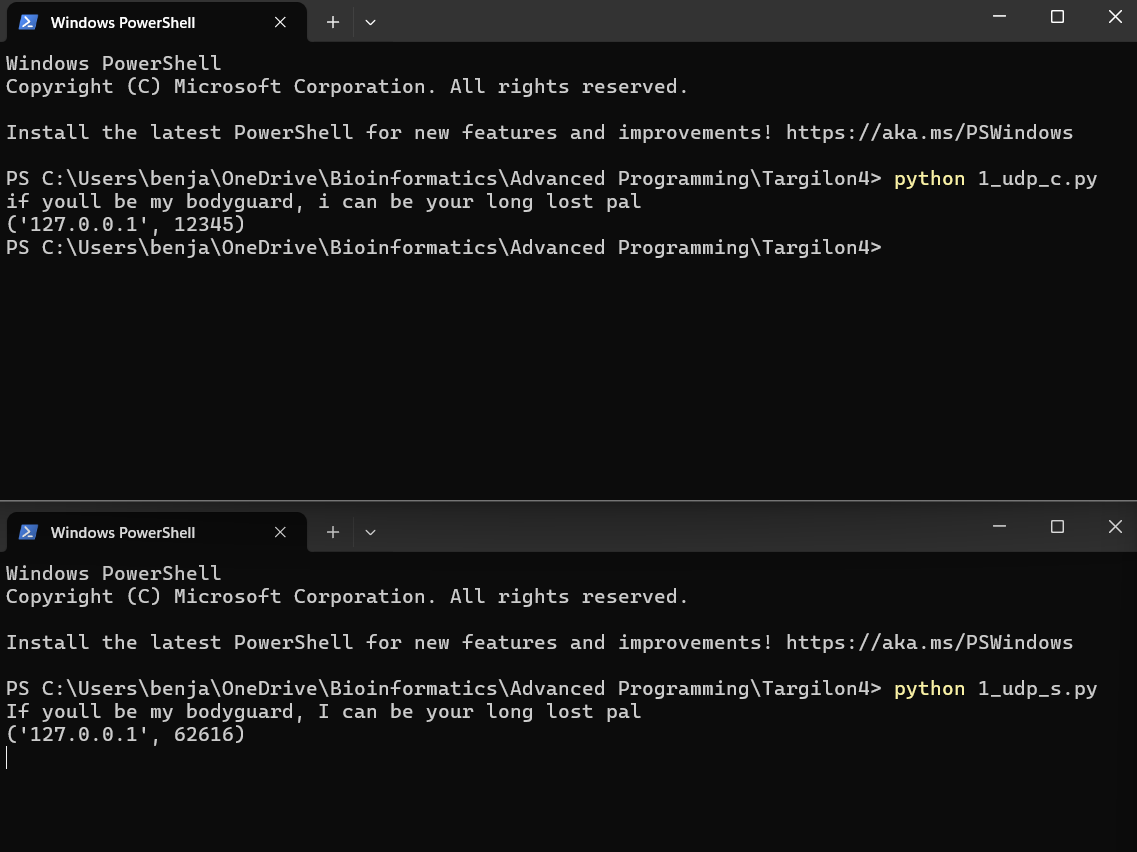 Windows PowerShell
Windows PowerShell
Copyright (C) Microsoft Corporation. All rights reserved.
Install the latest PowerShell for new features and improvements! https://aka.ms/PSWindows
PS C:\Users\benja\OneDrive\Bioinformatics\Advanced Programming\Targilon4> python 1_udp_c.py
if youll be my bodyguard, i can be your long lost pal
('127.0.0.1', 12345)
PS C:\Users\benja\OneDrive\Bioinformatics\Advanced Programming\Targilon4>
Windows PowerShell
Windows PowerShell
Copyright (C) Microsoft Corporation. All rights reserved.
Install the latest PowerShell for new features and improvements! https://aka.ms/PSWindows
PS C:\Users\benja\OneDrive\Bioinformatics\Advanced Programming\Targilon4> python 1_udp_s.py
If youll be my bodyguard, I can be your long lost pal
('127.0.0.1', 62616)